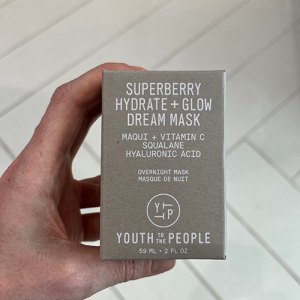 SUPERBERRY
HYDRATE + GLOW
DREAM MASK
MAQUI + VITAMIN C
SQUALANE
HYALURONIC ACID
OVERNIGHT MASK
MASQUE DE NUIT
Y T T P
YOUTH TO THE PEOPLE
59 ML • 2 FL OZ